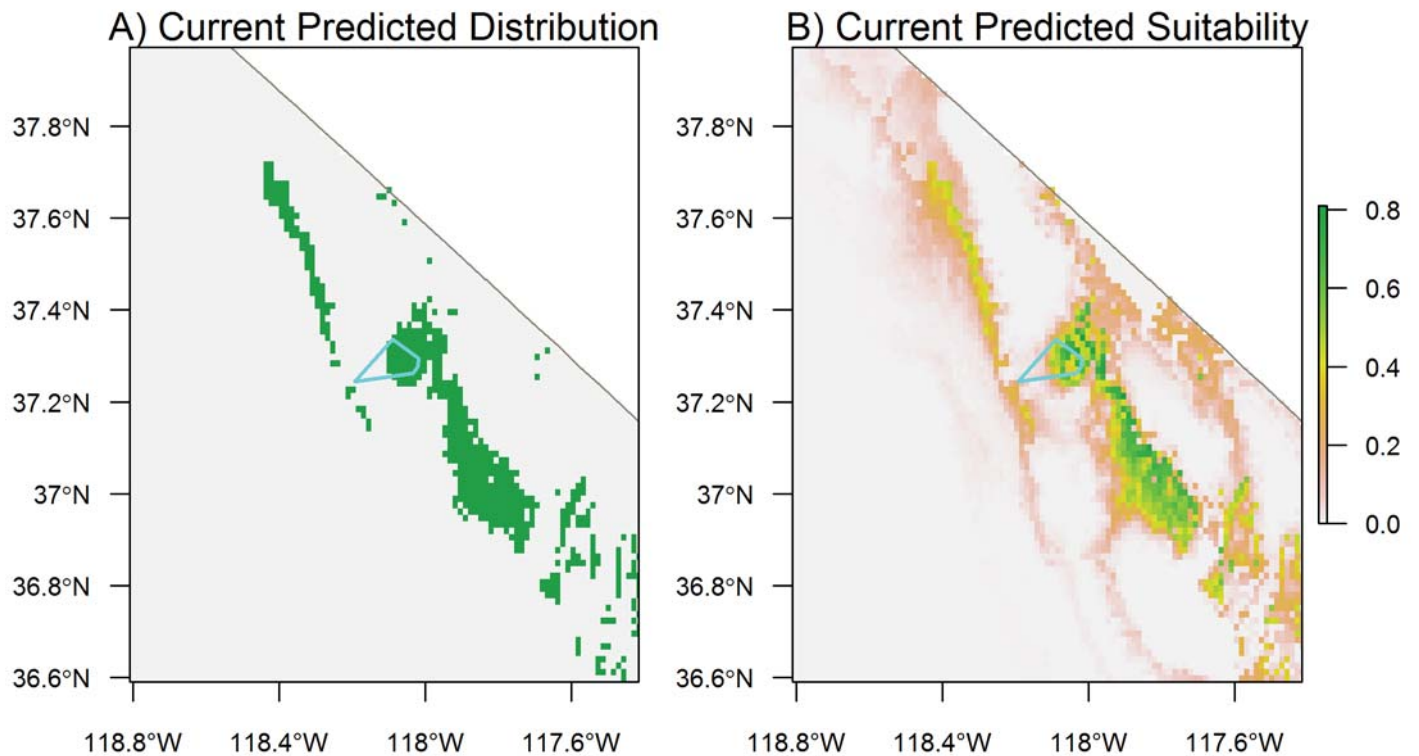 A) Current Predicted Distribution
B) Current Predicted Suitability
37.8°N
37.6°N
37.4°N
37.2°N
37°N
36.8°N
36.6°N
118.8°W
118.4°W
118°W
117.6°W
37.8°N
37.6°N
37.4°N
37.2°N
37°N
36.8°N
36.6°N
118.8°W
118.4°W
118°W
117.6°W
0.8
0.6
0.4
0.2
0.0